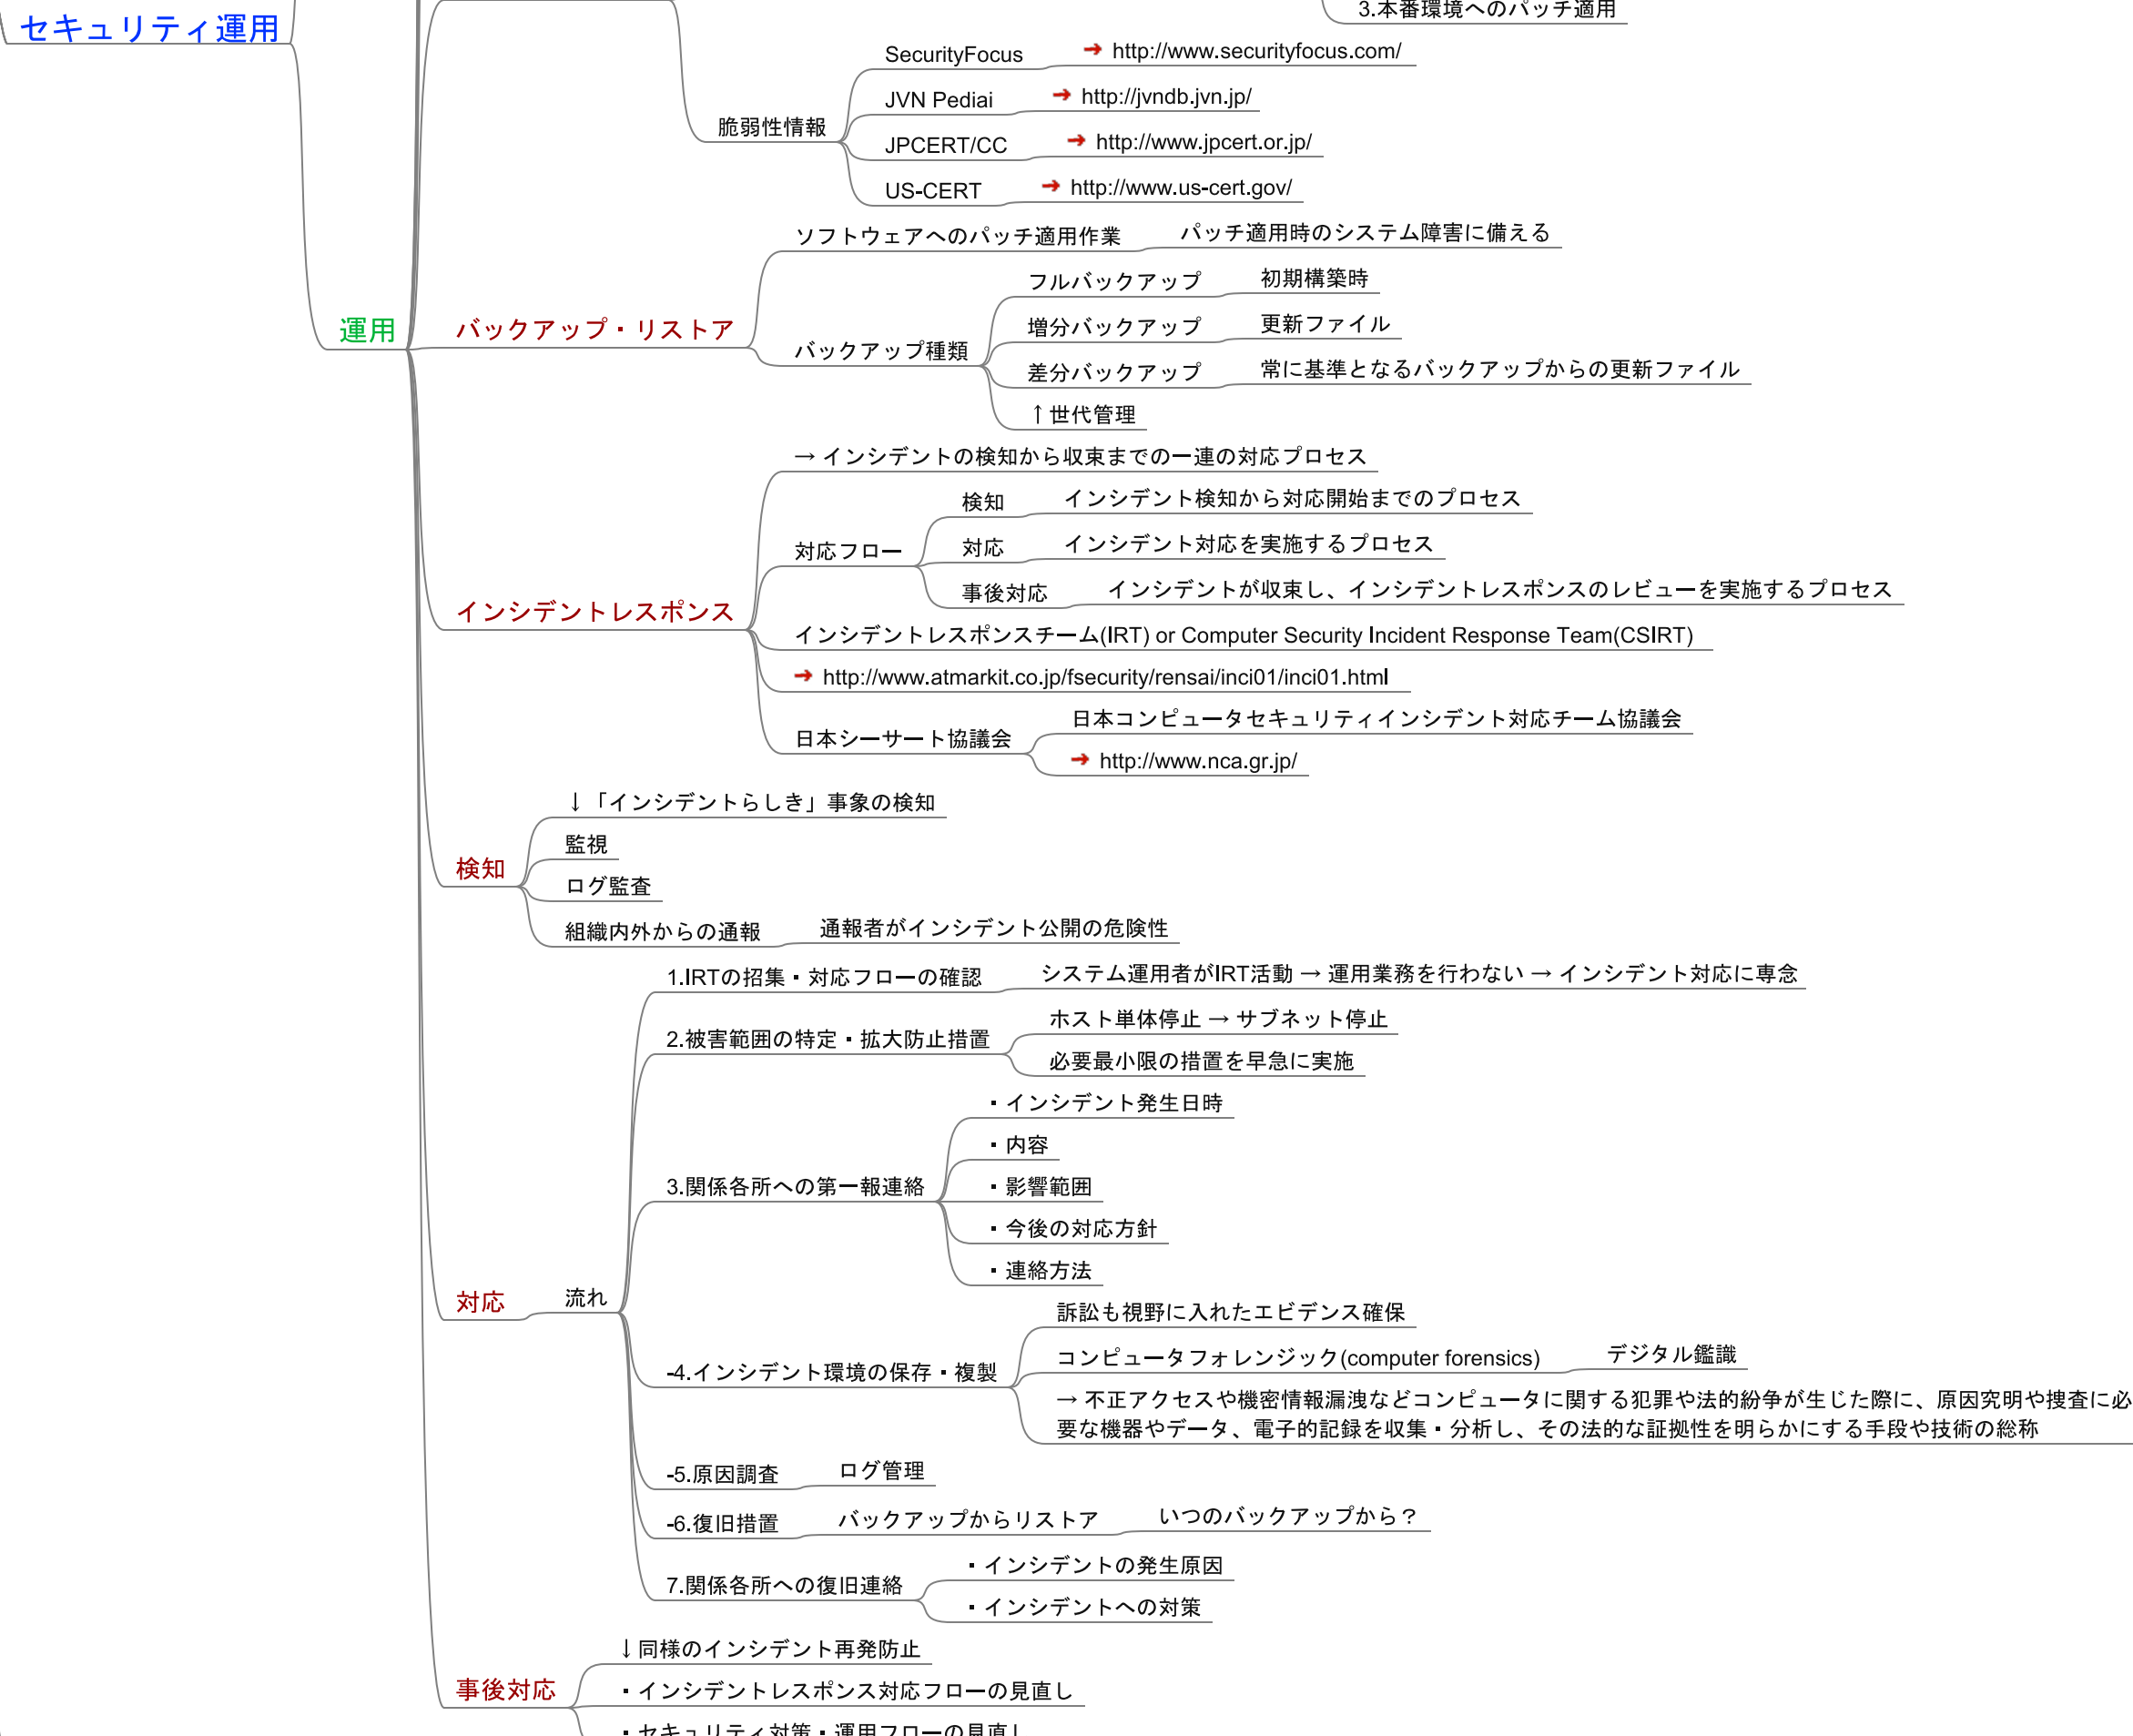 セキュリティ運用
3.本番環境へのパッチ適用
脆弱性情報
SecurityFocus
http://www.securityfocus.com/
JVN Pediai
http://jvndb.jvn.jp/
JPCERT/CC
http://www.jpcert.or.jp/
US-CERT
http://www.us-cert.gov/
運用
バックアップ・リストア
ソフトウェアへのパッチ適用作業
パッチ適用時のシステム障害に備える
バックアップ種類
フルバックアップ
初期構築時
増分バックアップ
更新ファイル
差分バックアップ
常に基準となるバックアップからの更新ファイル
↑世代管理
インシデントレスポンス
→ インシデントの検知から収束までの一連の対応プロセス
対応フロー
検知
インシデント検知から対応開始までのプロセス
対応
インシデント対応を実施するプロセス
事後対応
インシデントが収束し、インシデントレスポンスのレビューを実施するプロセス
インシデントレスポンスチーム(IRT) or Computer Security Incident Response Team(CSIRT)
http://www.atmarkit.co.jp/fsecurity/rensai/inci01/inci01.html
日本シーサート協議会
日本コンピュータセキュリティインシデント対応チーム協議会
http://www.nca.gr.jp/
検知
↓「インシデントらしき」事象の検知
監視
ログ監査
組織内外からの通報
通報者がインシデント公開の危険性
対応
流れ
1.IRTの招集・対応フローの確認
システム運用者がIRT活動 → 運用業務を行わない → インシデント対応に専念
2.被害範囲の特定・拡大防止措置
ホスト単体停止 → サブネット停止
必要最小限の措置を早急に実施
3.関係各所への第一報連絡
・インシデント発生日時
・内容
・影響範囲
・今後の対応方針
・連絡方法
-4.インシデント環境の保存・複製
訴訟も視野に入れたエビデンス確保
コンピュータフォレンジック(computer forensics)
デジタル鑑識
→ 不正アクセスや機密情報漏洩などコンピュータに関する犯罪や法的紛争が生じた際に、原因究明や捜査に必
要な機器やデータ、電子的記録を収集・分析し、その法的な証拠性を明らかにする手段や技術の総称
-5.原因調査
ログ管理
-6.復旧措置
バックアップからリストア
いつのバックアップから？
7.関係各所への復旧連絡
・インシデントの発生原因
・インシデントへの対策
事後対応
↓同様のインシデント再発防止
・インシデントレスポンス対応フローの見直し
・セキュリティ対策・運用フローの見直し